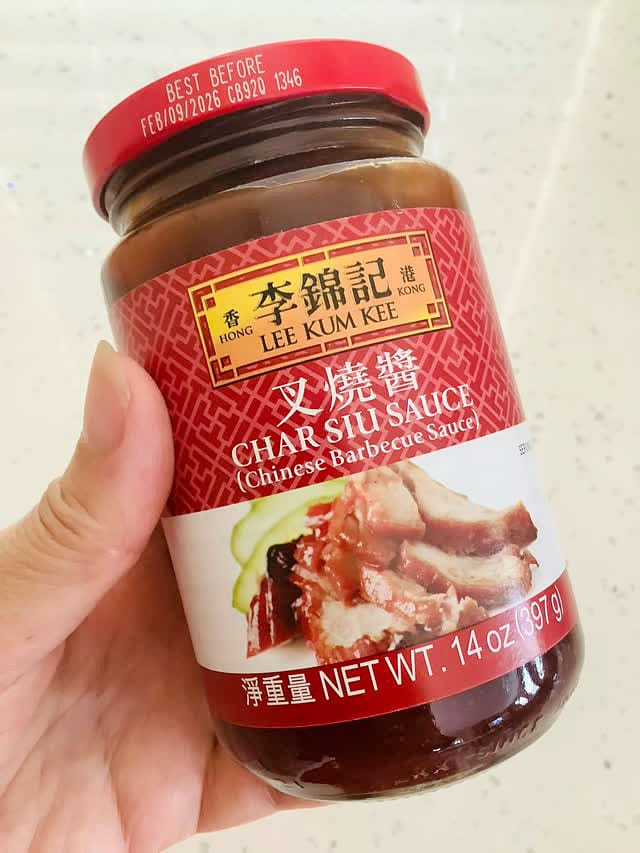 BEST BEFORE
FEB/09/2026 CB920 1346
香 李錦記 港
HONG LEE KUM KEE KONG
叉燒醬
CHAR SIU SAUCE
(Chinese Barbecue Sauce)
淨重量 NET WT. 14 oz (397 g)